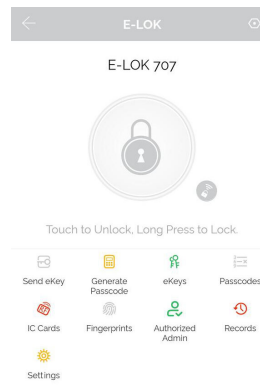 E-LOK
E-LOK 707
Touch to Unlock, Long Press to Lock.
Send eKey
Generate
Passcode
eKeys
Passcodes
IC Cards
Fingerprints
Authorized
Admin
Records
Settings